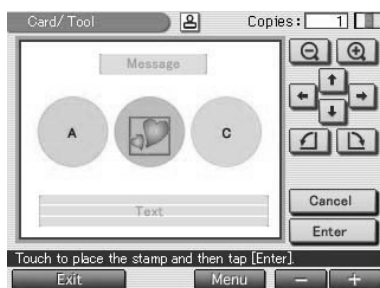 Card/Tool Copies: 1
Message
A C
Text
Cancel
Enter
Touch to place the stamp and then tap [Enter].
Exit Menu − +